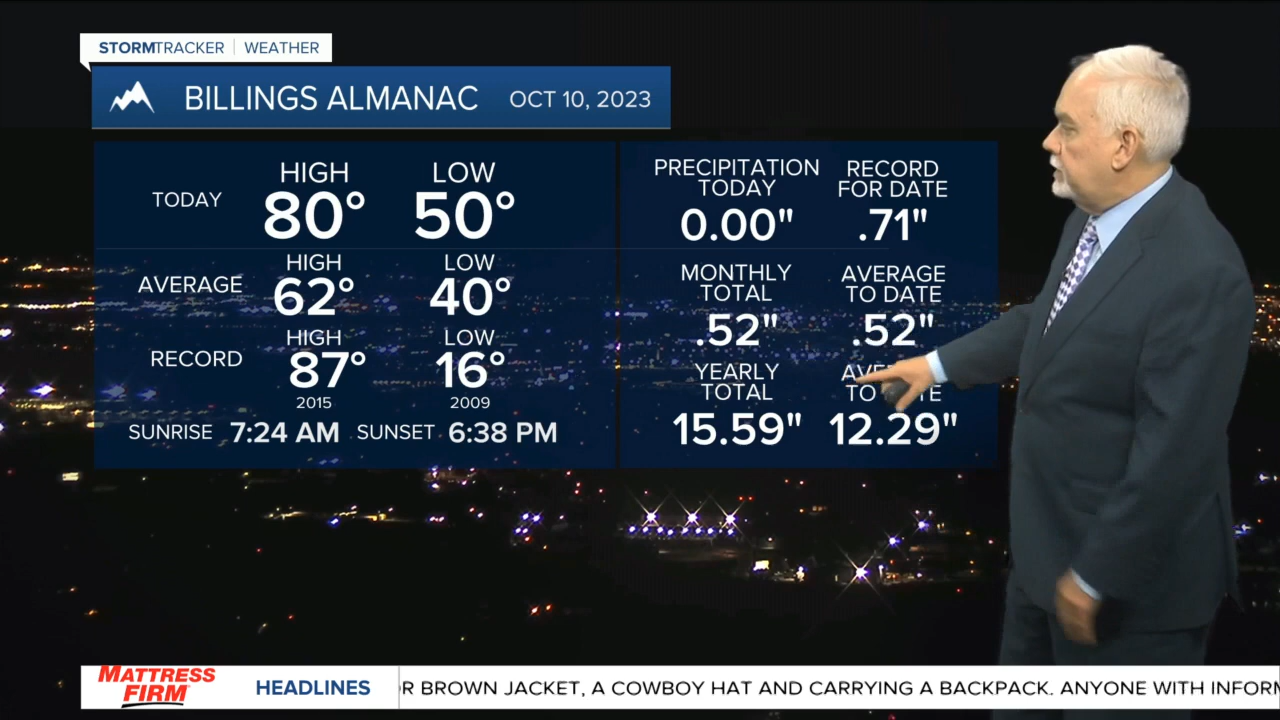 STORMTRACKER | WEATHER
BILLINGS ALMANAC OCT 10, 2023
HIGH LOW
TODAY 80° 50°
HIGH LOW
AVERAGE 62° 40°
HIGH LOW
RECORD 87° 16°
2015 2009
SUNRISE 7:24 AM SUNSET 6:38 PM
PRECIPITATION TODAY
0.00"
RECORD FOR DATE
.71"
MONTHLY TOTAL
.52"
AVERAGE TO DATE
.52"
YEARLY TOTAL
15.59"
TO
12.29"
MATTRESS
FIRM
HEADLINES
R BROWN JACKET, A COWBOY HAT AND CARRYING A BACKPACK. ANYONE WITH INFORM